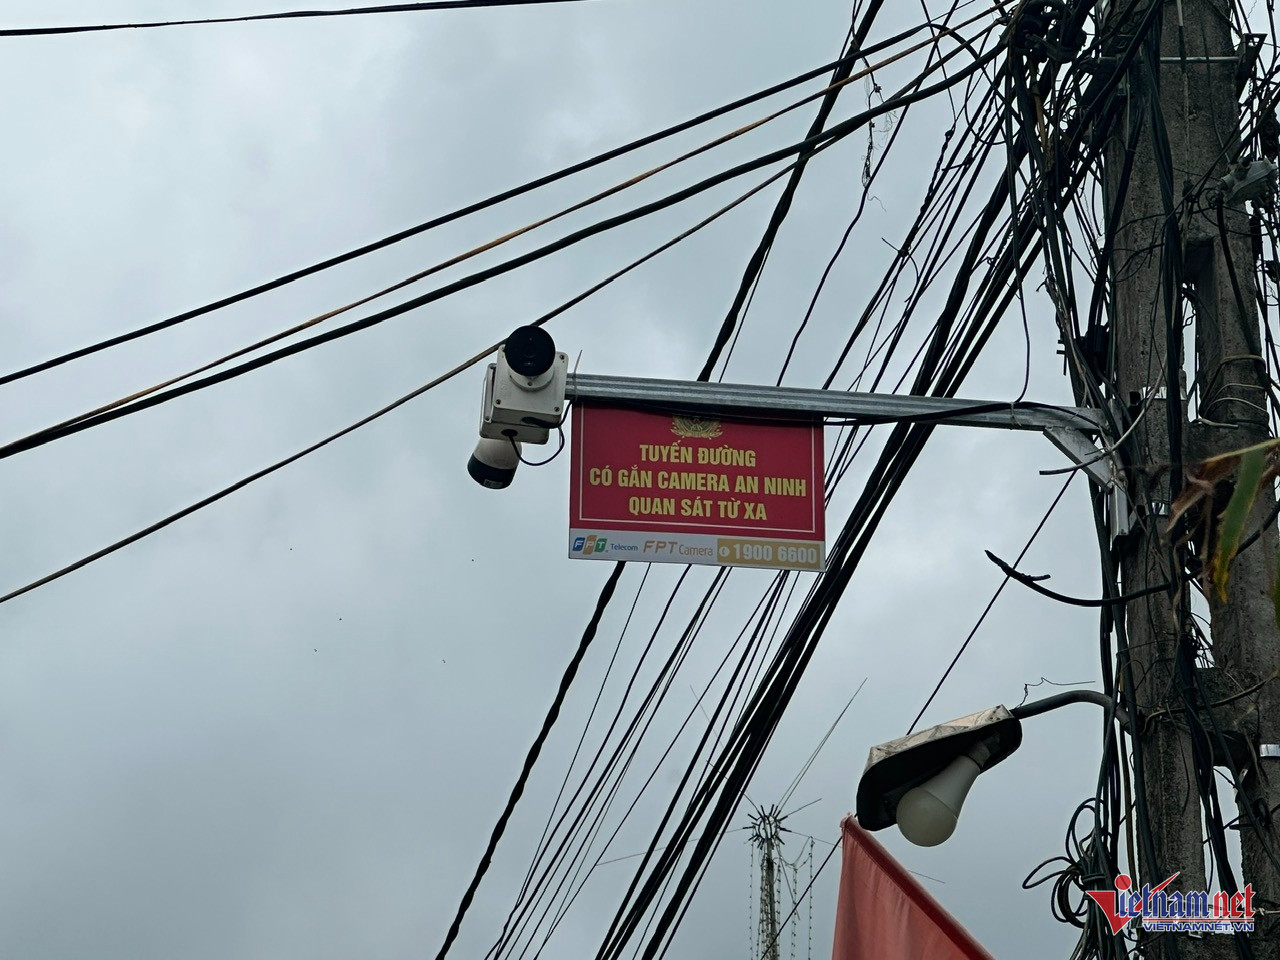 TUYẾN ĐƯỜNG
CÓ GẮN CAMERA AN NINH
QUAN SÁT TỪ XA
FPT Telecom FPT Camera 1900 6600
Vietnamnet
VIETNAMNET.VN